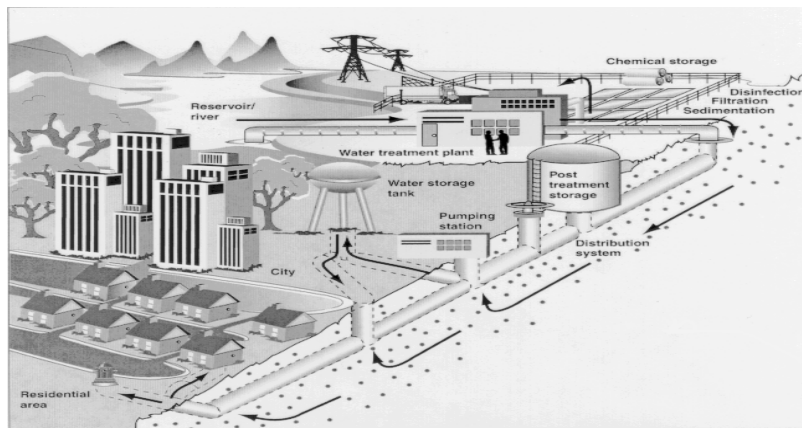 Chemical storage
Disinfection
Filtration
Sedimentation
Reservoir/
river
Water treatment plant
Water storage
tank
Post
treatment
storage
Pumping
station
Distribution
system
City
Residential
area